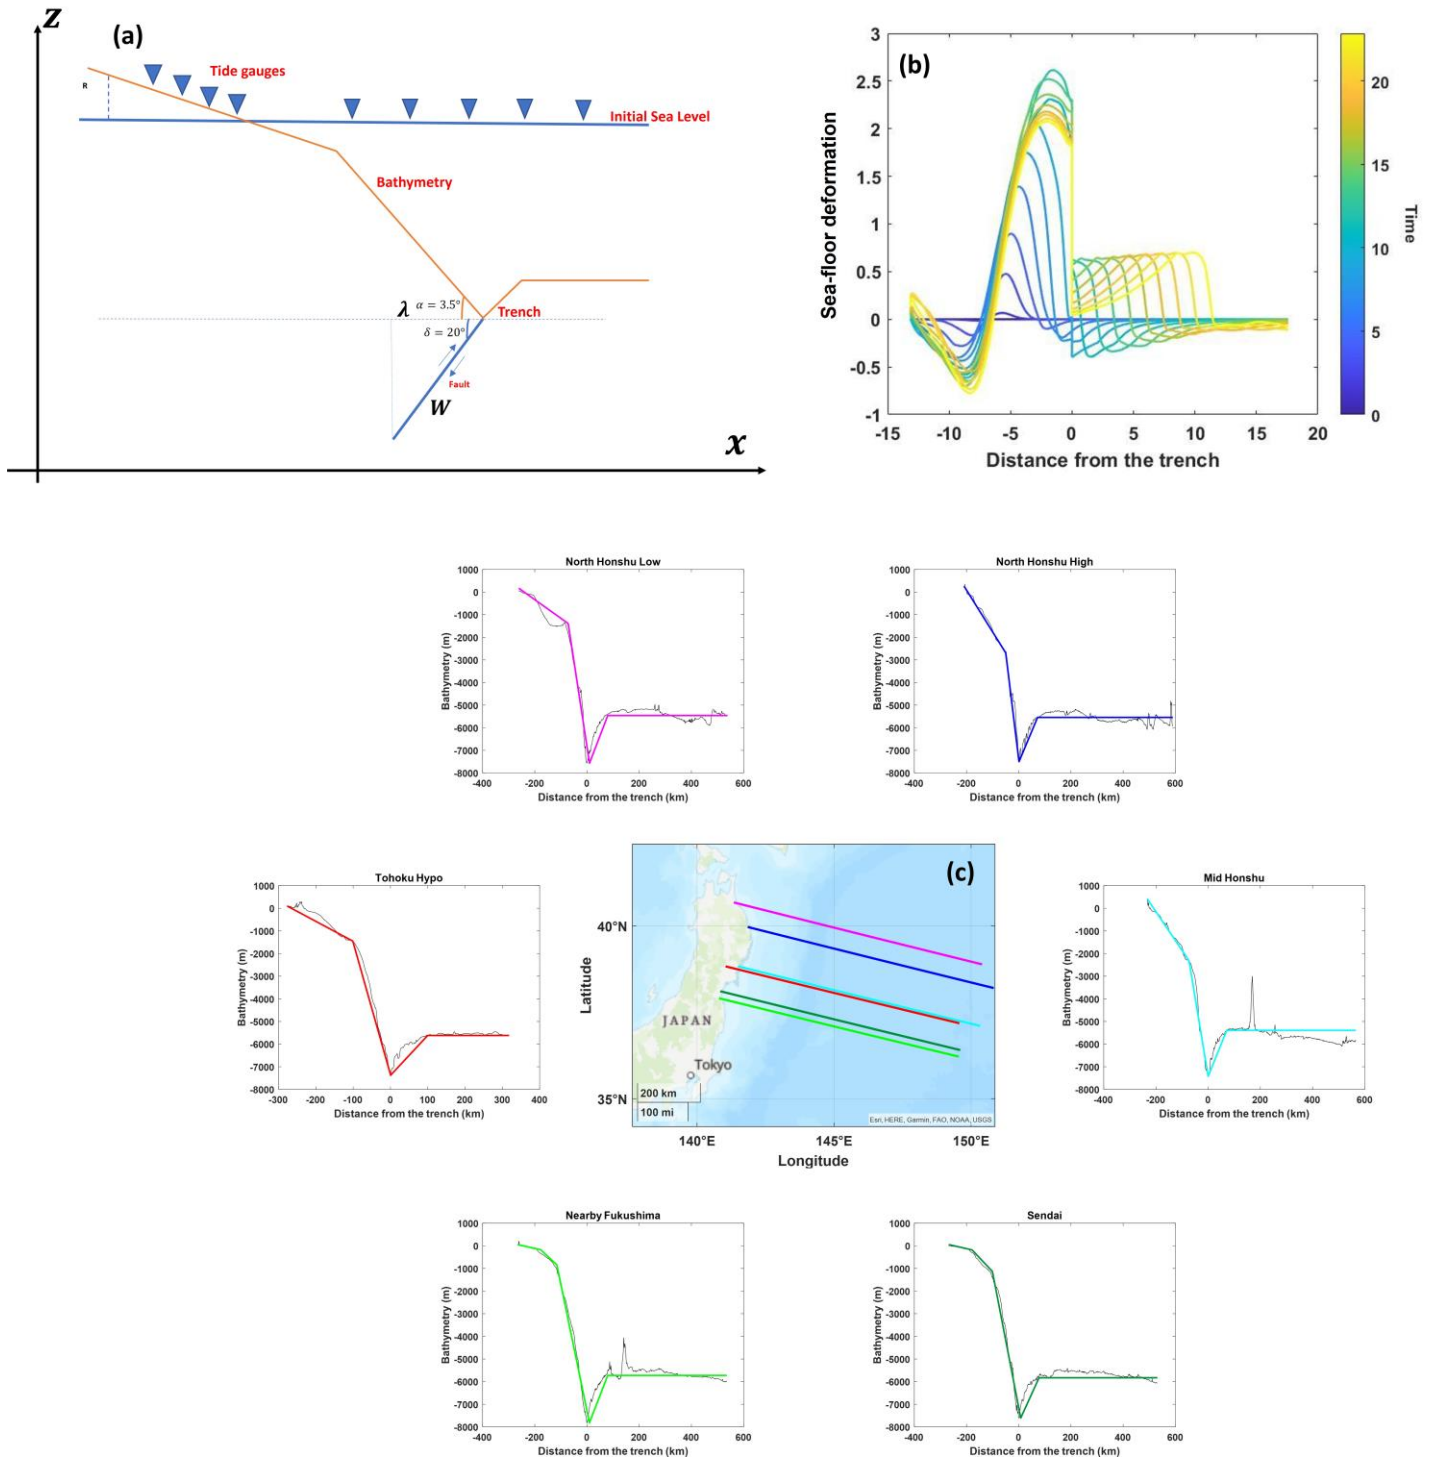 z
(a)
Tide gauges
R
Initial Sea Level
Bathymetry
λ α = 3.5°
Trench
δ = 20°
Fault
W
x
(b)
Sea-floor deformation
3
2.5
2
1.5
1
0.5
0
-0.5
-1
-15 -10 -5 0 5 10 15 20
Distance from the trench
20
15
10
5
0
Time
North Honshu Low
Bathymetry (m)
1000
0
-1000
-2000
-3000
-4000
-5000
-6000
-7000
-8000
-400 -200 0 200 400 600
Distance from the trench (km)
North Honshu High
Bathymetry (m)
1000
0
-1000
-2000
-3000
-4000
-5000
-6000
-7000
-8000
-400 -200 0 200 400 600
Distance from the trench (km)
Tohoku Hypo
Bathymetry (m)
1000
0
-1000
-2000
-3000
-4000
-5000
-6000
-7000
-8000
-300 -200 -100 0 100 200 300 400
Distance from the trench (km)
(c)
Latitude
40°N
35°N
JAPAN
Tokyo
200 km
100 mi
Esri, HERE, Garmin, FAO, NOAA, USGS
140°E 145°E 150°E
Longitude
Mid Honshu
Bathymetry (m)
1000
0
-1000
-2000
-3000
-4000
-5000
-6000
-7000
-8000
-400 -200 0 200 400 600
Distance from the trench (km)
Nearby Fukushima
Bathymetry (m)
1000
0
-1000
-2000
-3000
-4000
-5000
-6000
-7000
-8000
-400 -200 0 200 400 600
Distance from the trench (km)
Sendai
Bathymetry (m)
1000
0
-1000
-2000
-3000
-4000
-5000
-6000
-7000
-8000
-400 -200 0 200 400 600
Distance from the trench (km)